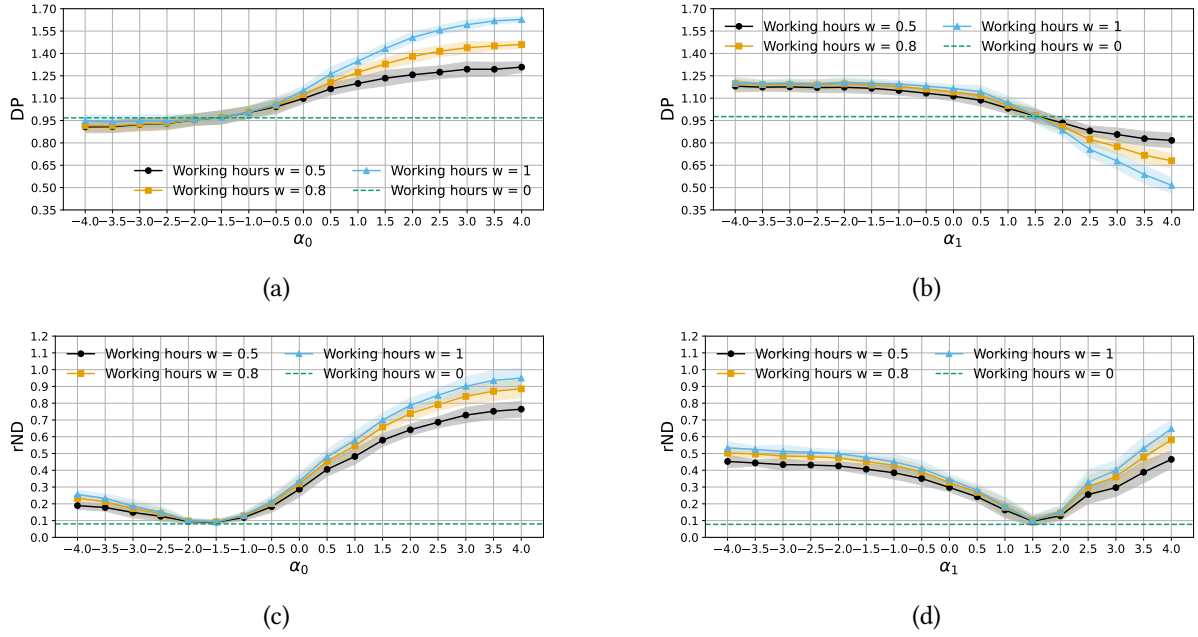 1.70
1.55
1.40
1.25
1.10
0.95
0.80
0.65
0.50
0.35
DP
Working hours w = 0.5
Working hours w = 0.8
Working hours w = 1
Working hours w = 0
−4.0 −3.5 −3.0 −2.5 −2.0 −1.5 −1.0 −0.5 0.0 0.5 1.0 1.5 2.0 2.5 3.0 3.5 4.0
α0
(a)
1.70
1.55
1.40
1.25
1.10
0.95
0.80
0.65
0.50
0.35
DP
Working hours w = 0.5
Working hours w = 0.8
Working hours w = 1
Working hours w = 0
−4.0 −3.5 −3.0 −2.5 −2.0 −1.5 −1.0 −0.5 0.0 0.5 1.0 1.5 2.0 2.5 3.0 3.5 4.0
α1
(b)
1.2
1.1
1.0
0.9
0.8
0.7
0.6
0.5
0.4
0.3
0.2
0.1
0.0
rND
Working hours w = 0.5
Working hours w = 0.8
Working hours w = 1
Working hours w = 0
−4.0 −3.5 −3.0 −2.5 −2.0 −1.5 −1.0 −0.5 0.0 0.5 1.0 1.5 2.0 2.5 3.0 3.5 4.0
α0
(c)
1.2
1.1
1.0
0.9
0.8
0.7
0.6
0.5
0.4
0.3
0.2
0.1
0.0
rND
Working hours w = 0.5
Working hours w = 0.8
Working hours w = 1
Working hours w = 0
−4.0 −3.5 −3.0 −2.5 −2.0 −1.5 −1.0 −0.5 0.0 0.5 1.0 1.5 2.0 2.5 3.0 3.5 4.0
α1
(d)